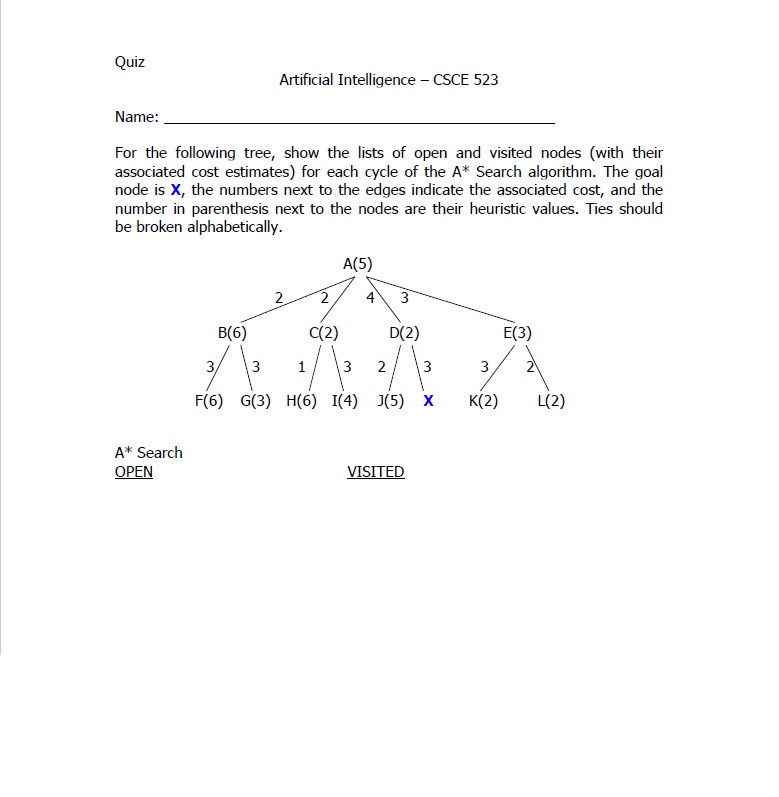 Quiz
Artificial Intelligence – CSCE 523
Name:
For the following tree, show the lists of open and visited nodes (with their
associated cost estimates) for each cycle of the A* Search algorithm. The goal
node is X, the numbers next to the edges indicate the associated cost, and the
number in parenthesis next to the nodes are their heuristic values. Ties should
be broken alphabetically.
A(5)
2 2 4 3
B(6) C(2) D(2) E(3)
3 3 1 3 2 3 3 2
F(6) G(3) H(6) I(4) J(5) X K(2) L(2)
A* Search
OPEN VISITED